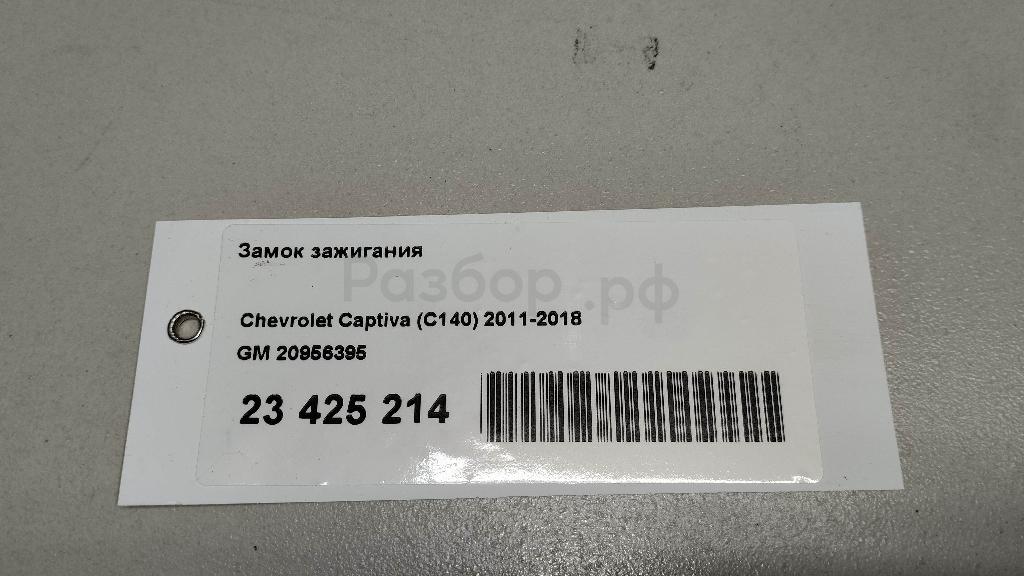 Замок зажигания
Разбор.рф
Chevrolet Captiva (C140) 2011-2018
GM 20956395
23 425 214